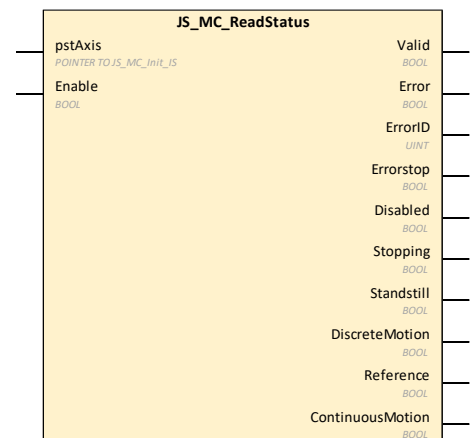 JS_MC_ReadStatus
pstAxis Valid
POINTER TO JS_MC_Init_IS BOOL
Enable Error
BOOL BOOL
ErrorID
UINT
Errorstop
BOOL
Disabled
BOOL
Stopping
BOOL
Standstill
BOOL
DiscreteMotion
BOOL
Reference
BOOL
ContinuousMotion
BOOL